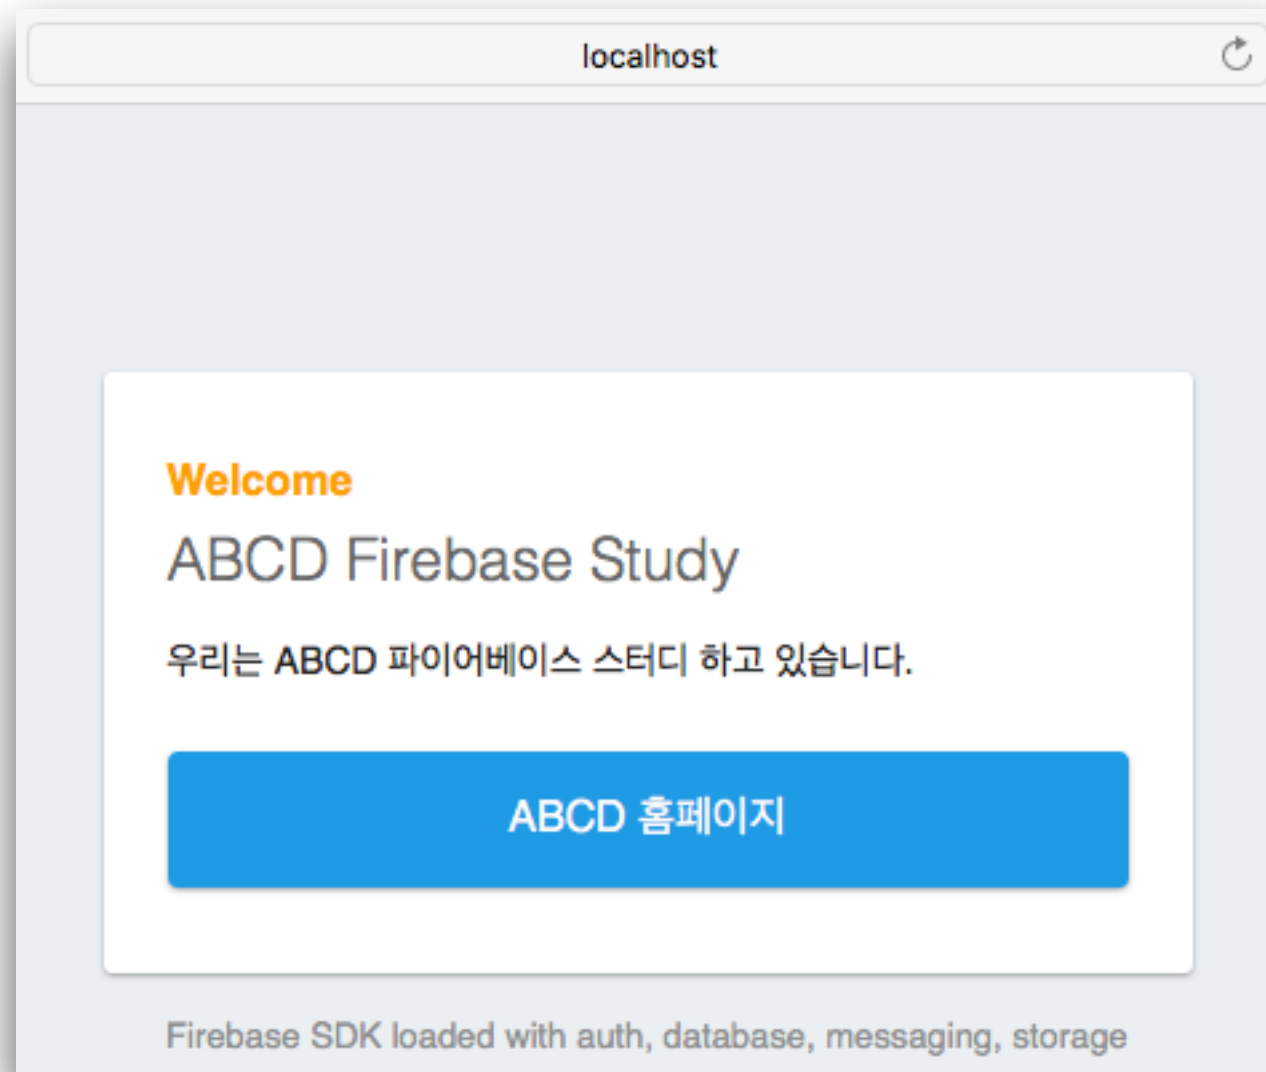 localhost
Welcome
ABCD Firebase Study
우리는 ABCD 파이어베이스 스터디 하고 있습니다.
ABCD 홈페이지
Firebase SDK loaded with auth, database, messaging, storage